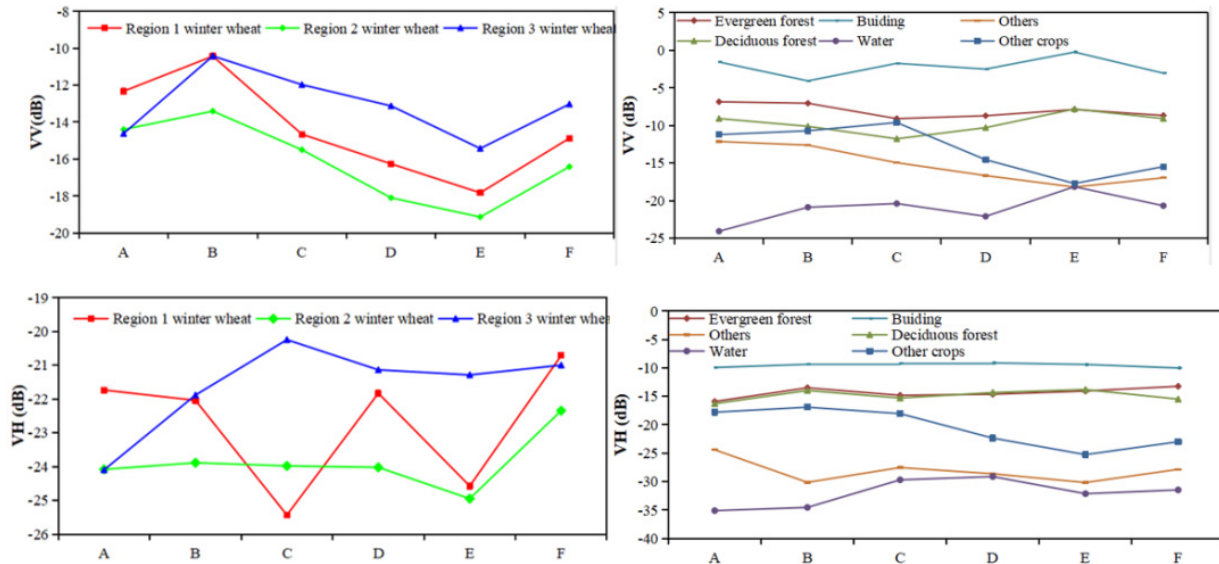 -8
Region 1 winter wheat Region 2 winter wheat Region 3 winter wheat
-10
-12
-14
-16
-18
-20
VV(dB)
A B C D E F
5
Evergreen forest Buiding Others
Deciduous forest Water Other crops
0
-5
-10
-15
-20
-25
VV (dB)
A B C D E F
-19
Region 1 winter wheat Region 2 winter wheat Region 3 winter whe
-20
-21
-22
-23
-24
-25
-26
VH (dB)
A B C D E F
0
Evergreen forest Buiding
Others Deciduous forest
Water Other crops
-5
-10
-15
-20
-25
-30
-35
-40
VH (dB)
A B C D E F